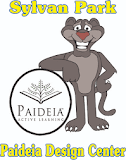 Sylvan Park
PAIDEIA
ACTIVE LEARNING
Paideia Design Center